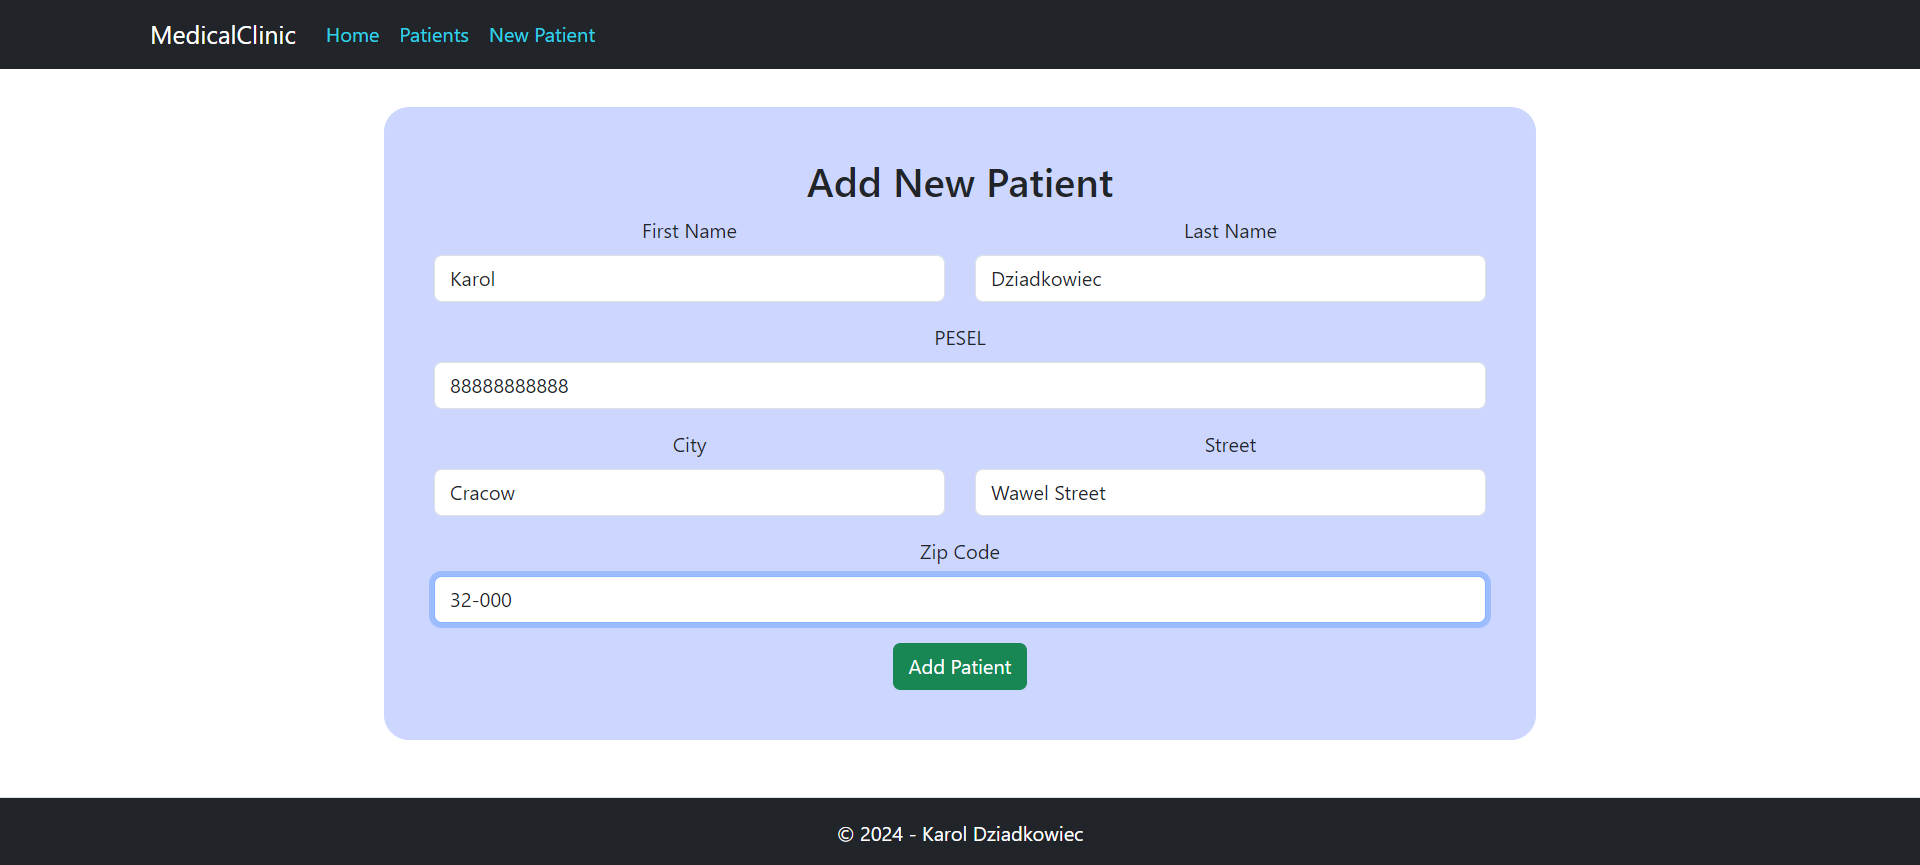 MedicalClinic Home Patients New Patient
Add New Patient
First Name Last Name
Karol Dziadkowiec
PESEL
88888888888
City Street
Cracow Wawel Street
Zip Code
32-000
Add Patient
© 2024 - Karol Dziadkowiec